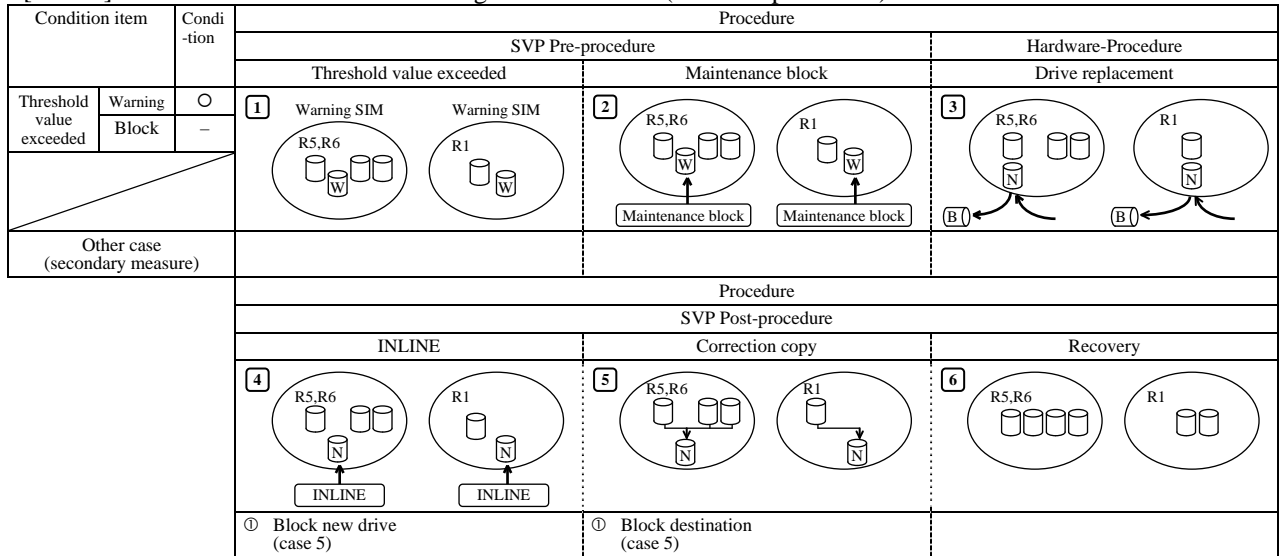 Condition item
Condi
-tion
Procedure
SVP Pre-procedure
Hardware-Procedure
Threshold value exceeded
Maintenance block
Drive replacement
Threshold
value
exceeded
Warning
O
Block
–
1
Warning SIM
Warning SIM
R5,R6
W
R1
W
2
R5,R6
W
Maintenance block
R1
W
Maintenance block
3
R5,R6
N
B
R1
N
B
Other case
(secondary measure)
Procedure
SVP Post-procedure
INLINE
Correction copy
Recovery
4
R5,R6
N
INLINE
R1
N
INLINE
5
R5,R6
N
R1
N
6
R5,R6
R1
① Block new drive
(case 5)
① Block destination
(case 5)